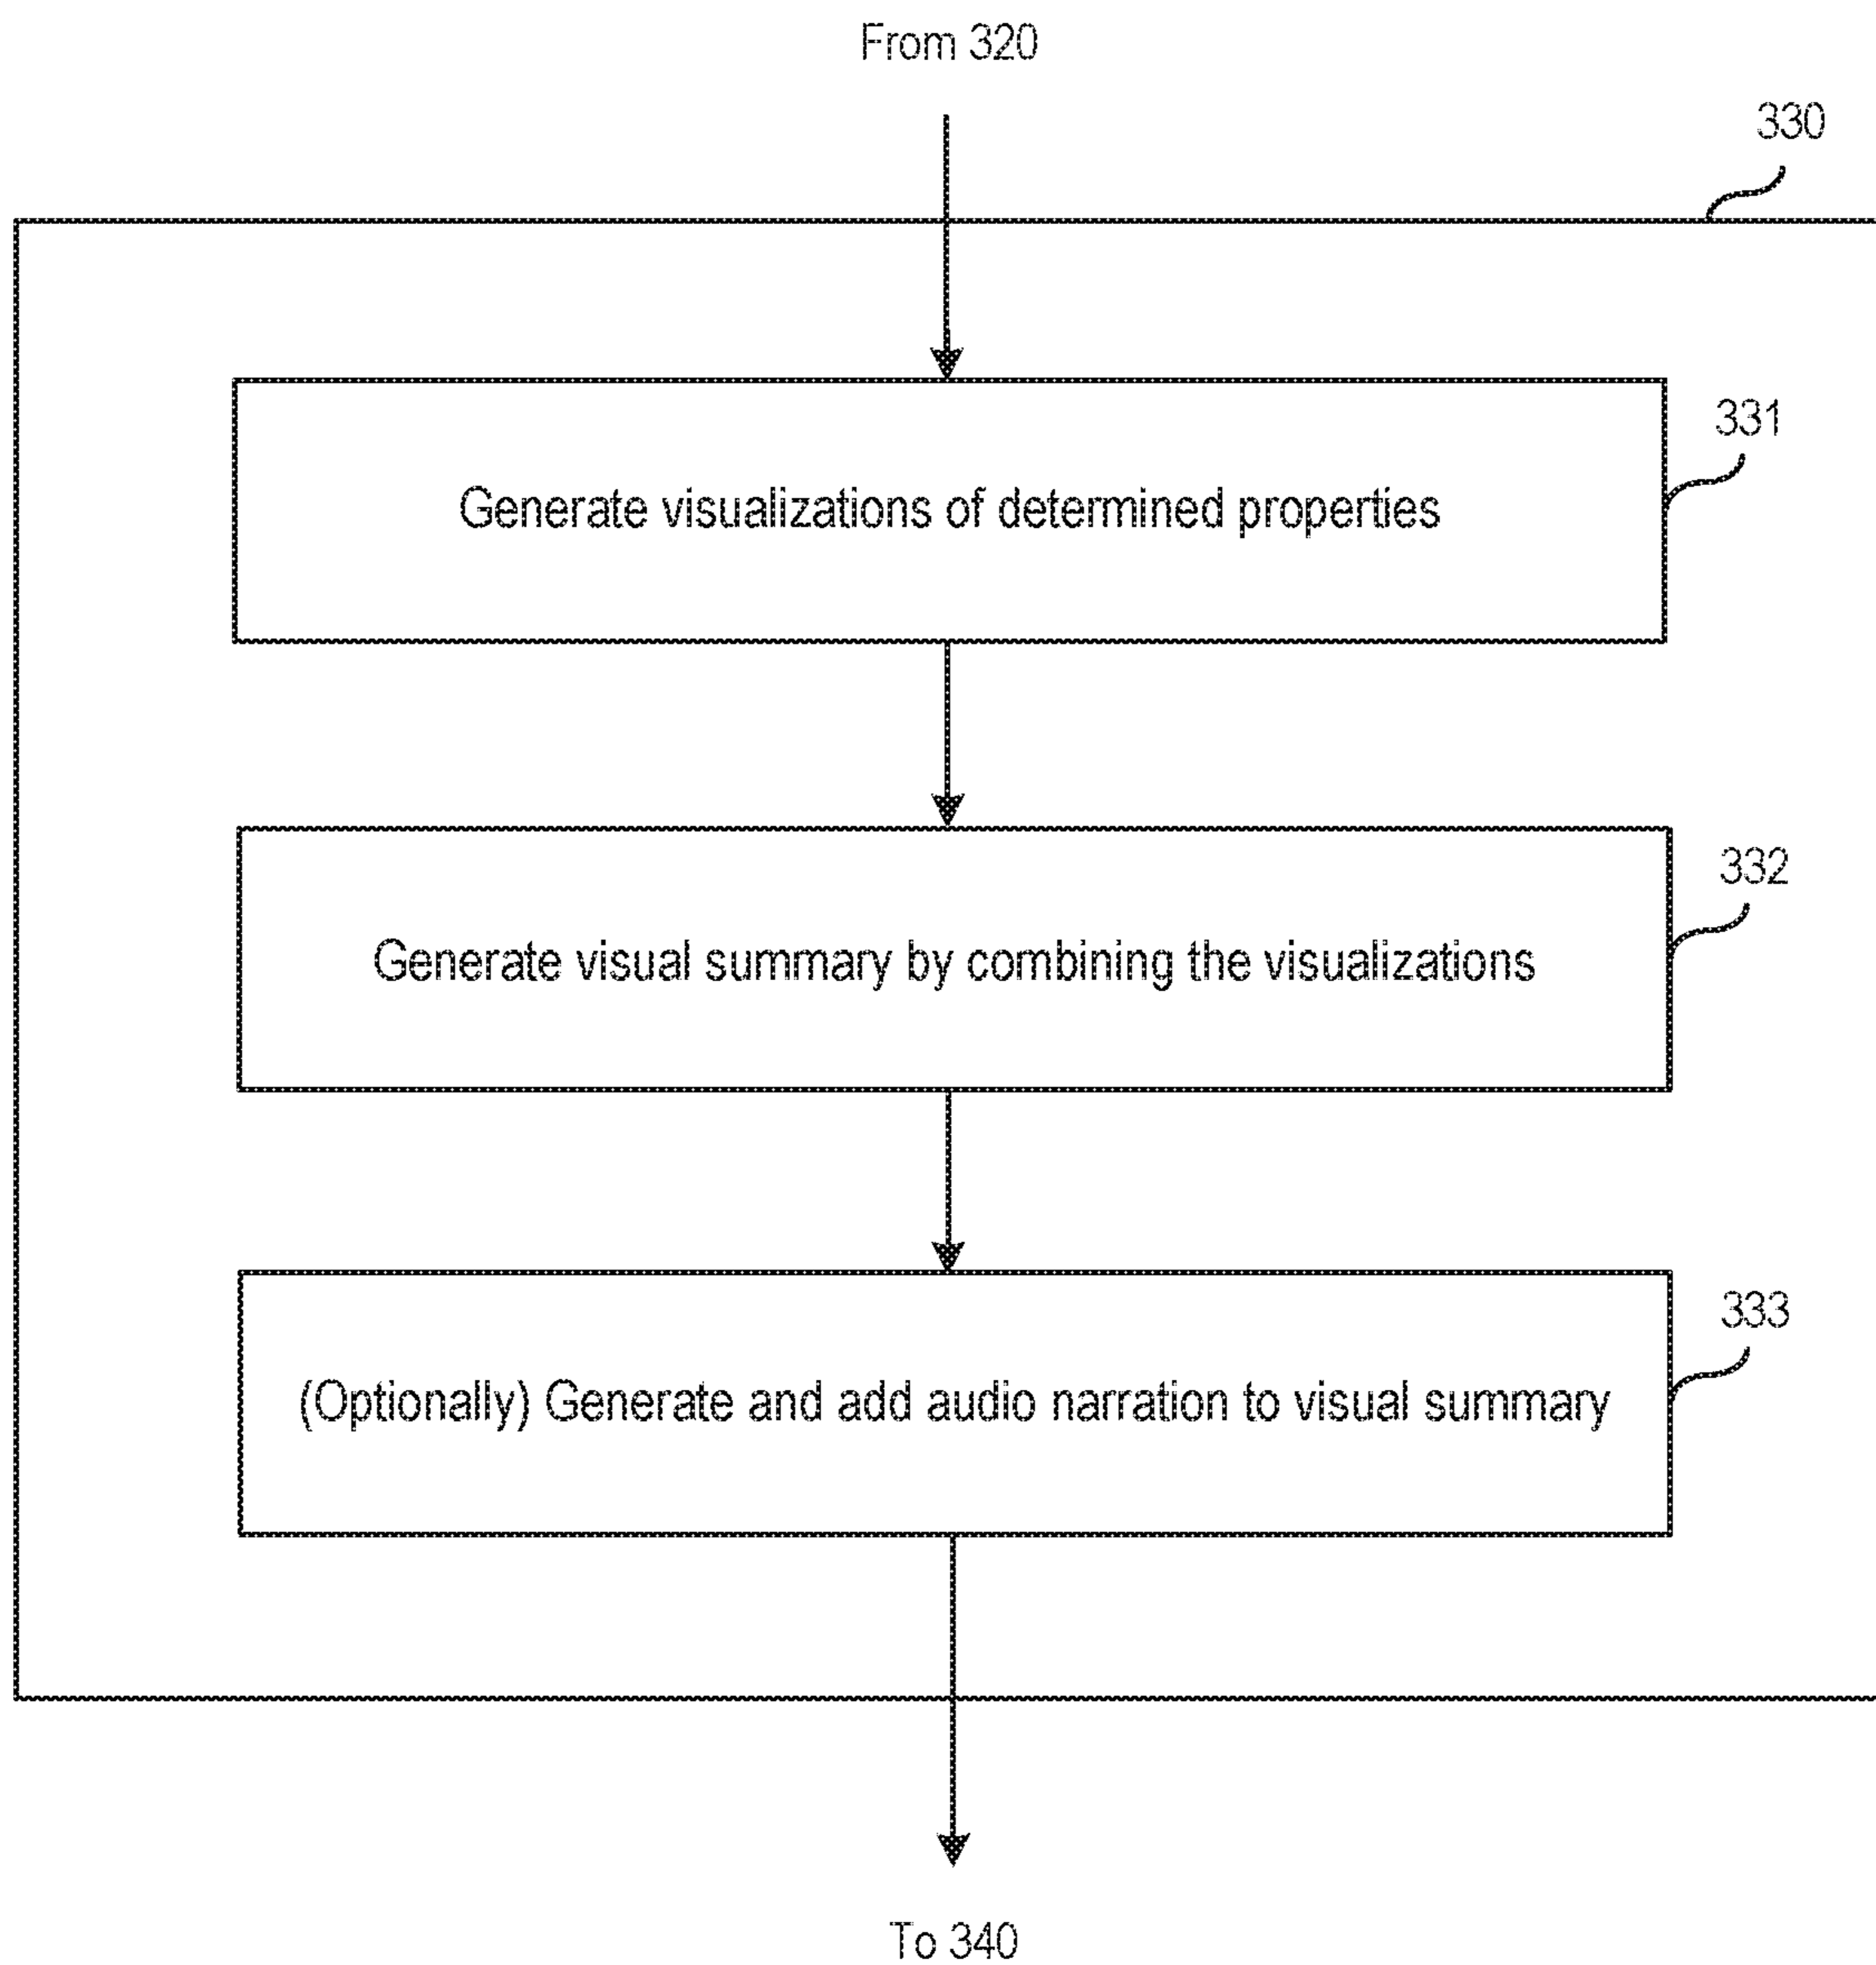 From 320
330
331
Generate visualizations of determined properties
332
Generate visual summary by combining the visualizations
333
(Optionally) Generate and add audio narration to visual summary
To 340